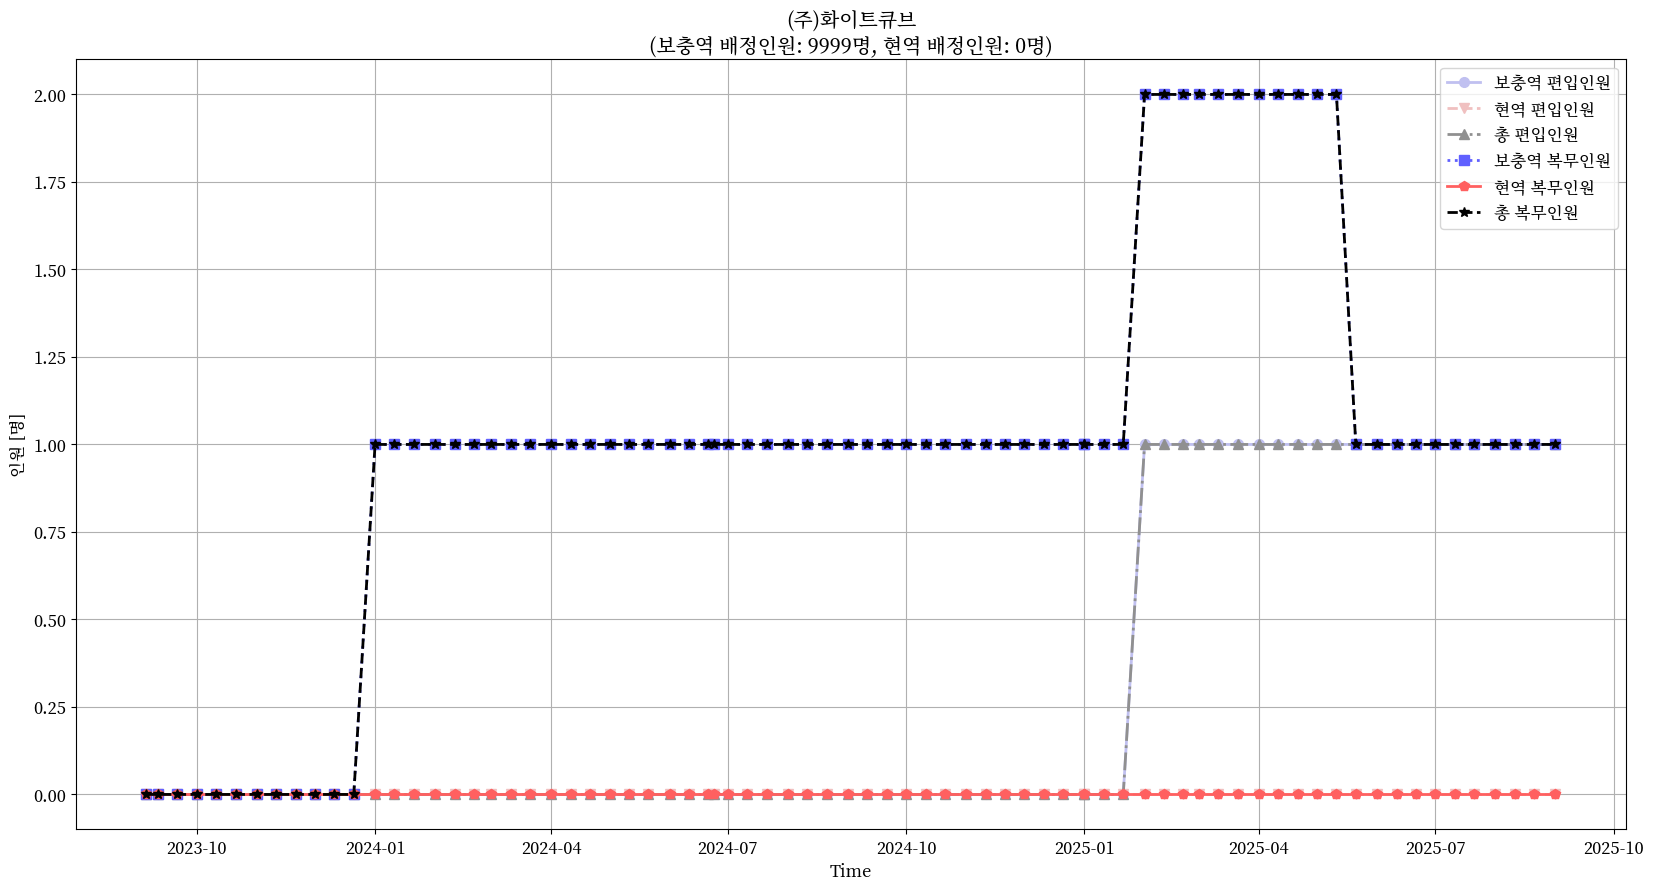 (주)화이트큐브
(보충역 배정인원: 9999명, 현역 배정인원: 0명)
보충역 편입인원
현역 편입인원
총 편입인원
보충역 복무인원
현역 복무인원
총 복무인원
인원 [명]
2.00
1.75
1.50
1.25
1.00
0.75
0.50
0.25
0.00
2023-10
2024-01
2024-04
2024-07
2024-10
2025-01
2025-04
2025-07
2025-10
Time